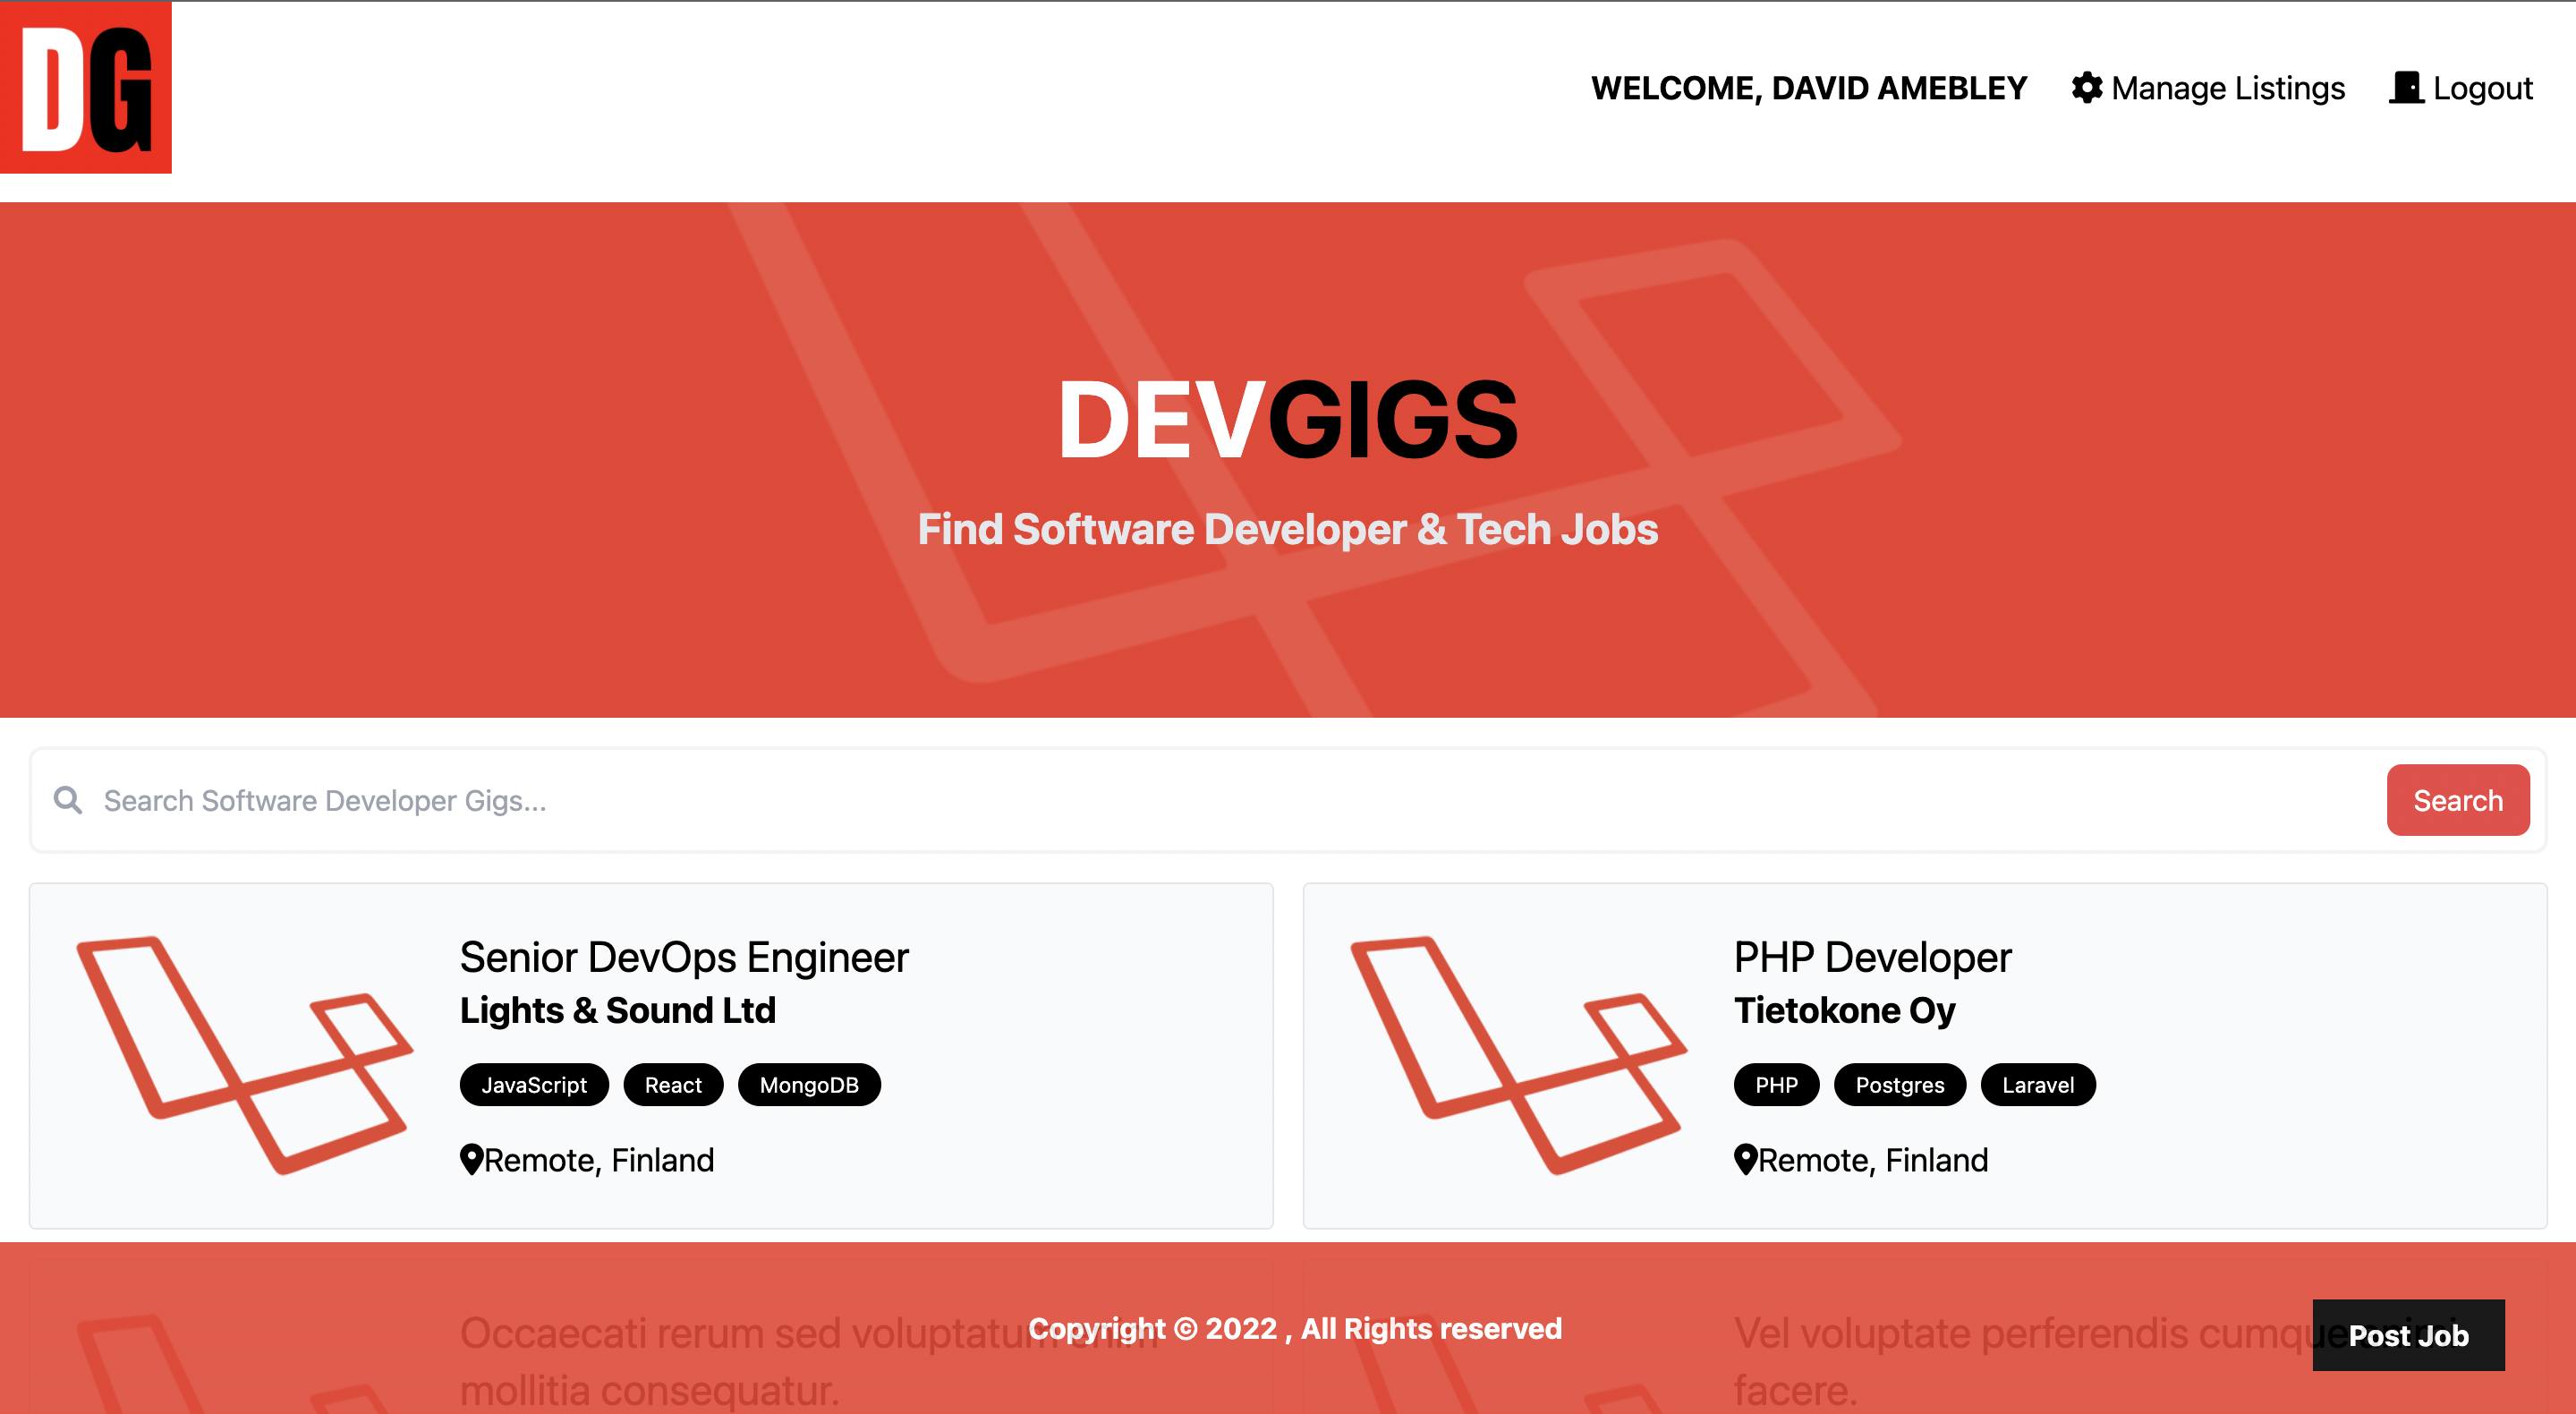 DG
WELCOME, DAVID AMEBLEY
Manage Listings
Logout
DEVGIGS
Find Software Developer & Tech Jobs
Search Software Developer Gigs...
Search
Senior DevOps Engineer
Lights & Sound Ltd
JavaScript
React
MongoDB
Remote, Finland
PHP Developer
Tietokone Oy
PHP
Postgres
Laravel
Remote, Finland
Occaecati rerum sed voluptatum enim
mollitia consequatur.
Copyright © 2022 , All Rights reserved
Vel voluptate perferendis cumque animi
facere.
Post Job